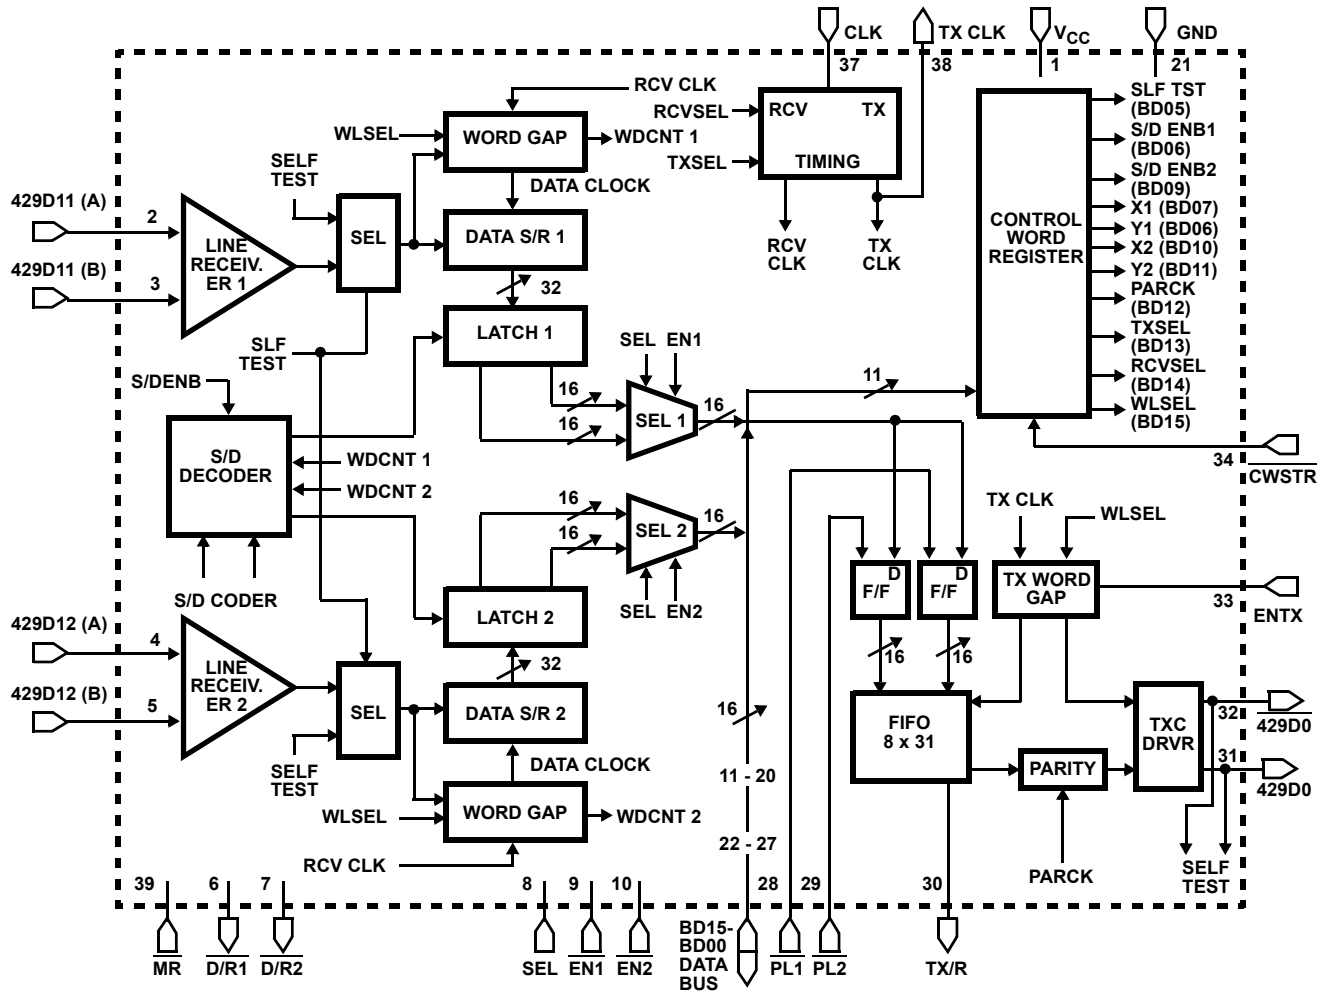 CLK
TX CLK
VCC
GND
37
38
1
21
RCV CLK
RCVSEL
RCV
TX
TXSEL
TIMING
RCV
CLK
TX
CLK
WLSEL
WORD GAP
WDCNT 1
DATA CLOCK
SELF
TEST
429D11 (A)
2
429D11 (B)
3
LINE
RECEIV.
ER 1
SEL
DATA S/R 1
32
LATCH 1
CONTROL
WORD
REGISTER
SLF TST
(BD05)
S/D ENB1
(BD06)
S/D ENB2
(BD09)
X1 (BD07)
Y1 (BD06)
X2 (BD10)
Y2 (BD11)
PARCK
(BD12)
TXSEL
(BD13)
RCVSEL
(BD14)
WLSEL
(BD15)
34
CWSTR
SLF
TEST
S/DENB
S/D
DECODER
WDCNT 1
WDCNT 2
S/D CODER
SEL
EN1
16
16
SEL 1
16
11
16
16
SEL 2
16
SEL
EN2
TX CLK
WLSEL
D
F/F
D
F/F
TX WORD
GAP
33
ENTX
16
16
429D12 (A)
4
429D12 (B)
5
LINE
RECEIV.
ER 2
SEL
LATCH 2
32
DATA S/R 2
DATA CLOCK
SELF
TEST
WLSEL
WORD GAP
WDCNT 2
RCV CLK
16
11 - 20
22 - 27
FIFO
8 x 31
PARITY
TXC
DRVR
32
429D0
31
429D0
PARCK
SELF
TEST
39
6
7
8
9
10
28
29
30
MR
D/R1
D/R2
SEL
EN1
EN2
BD15-
BD00
DATA
BUS
PL1
PL2
TX/R